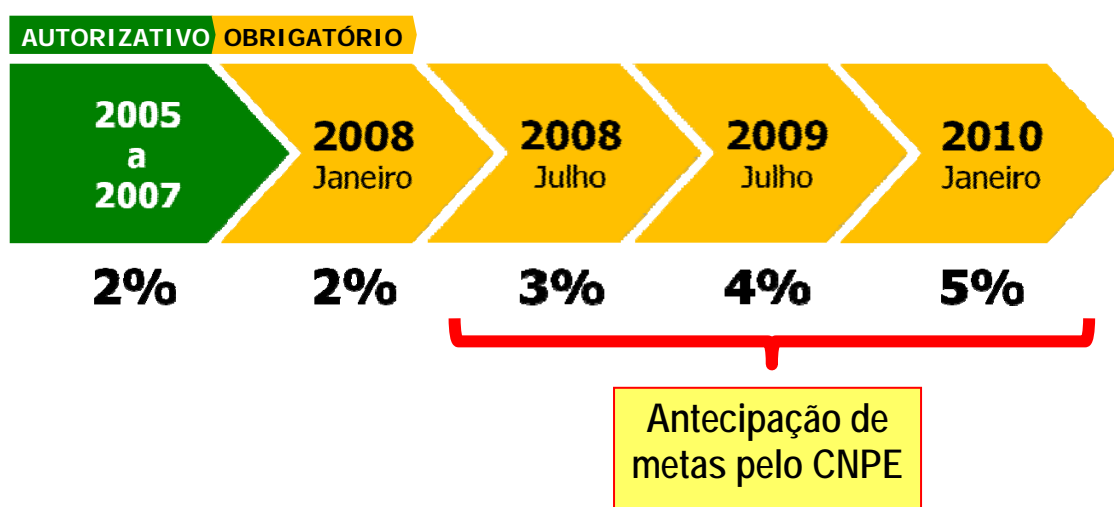 AUTORIZATIVO OBRIGATÓRIO
2005
a
2007
2008
Janeiro
2008
Julho
2009
Julho
2010
Janeiro
2% 2% 3% 4% 5%
Antecipação de
metas pelo CNPE